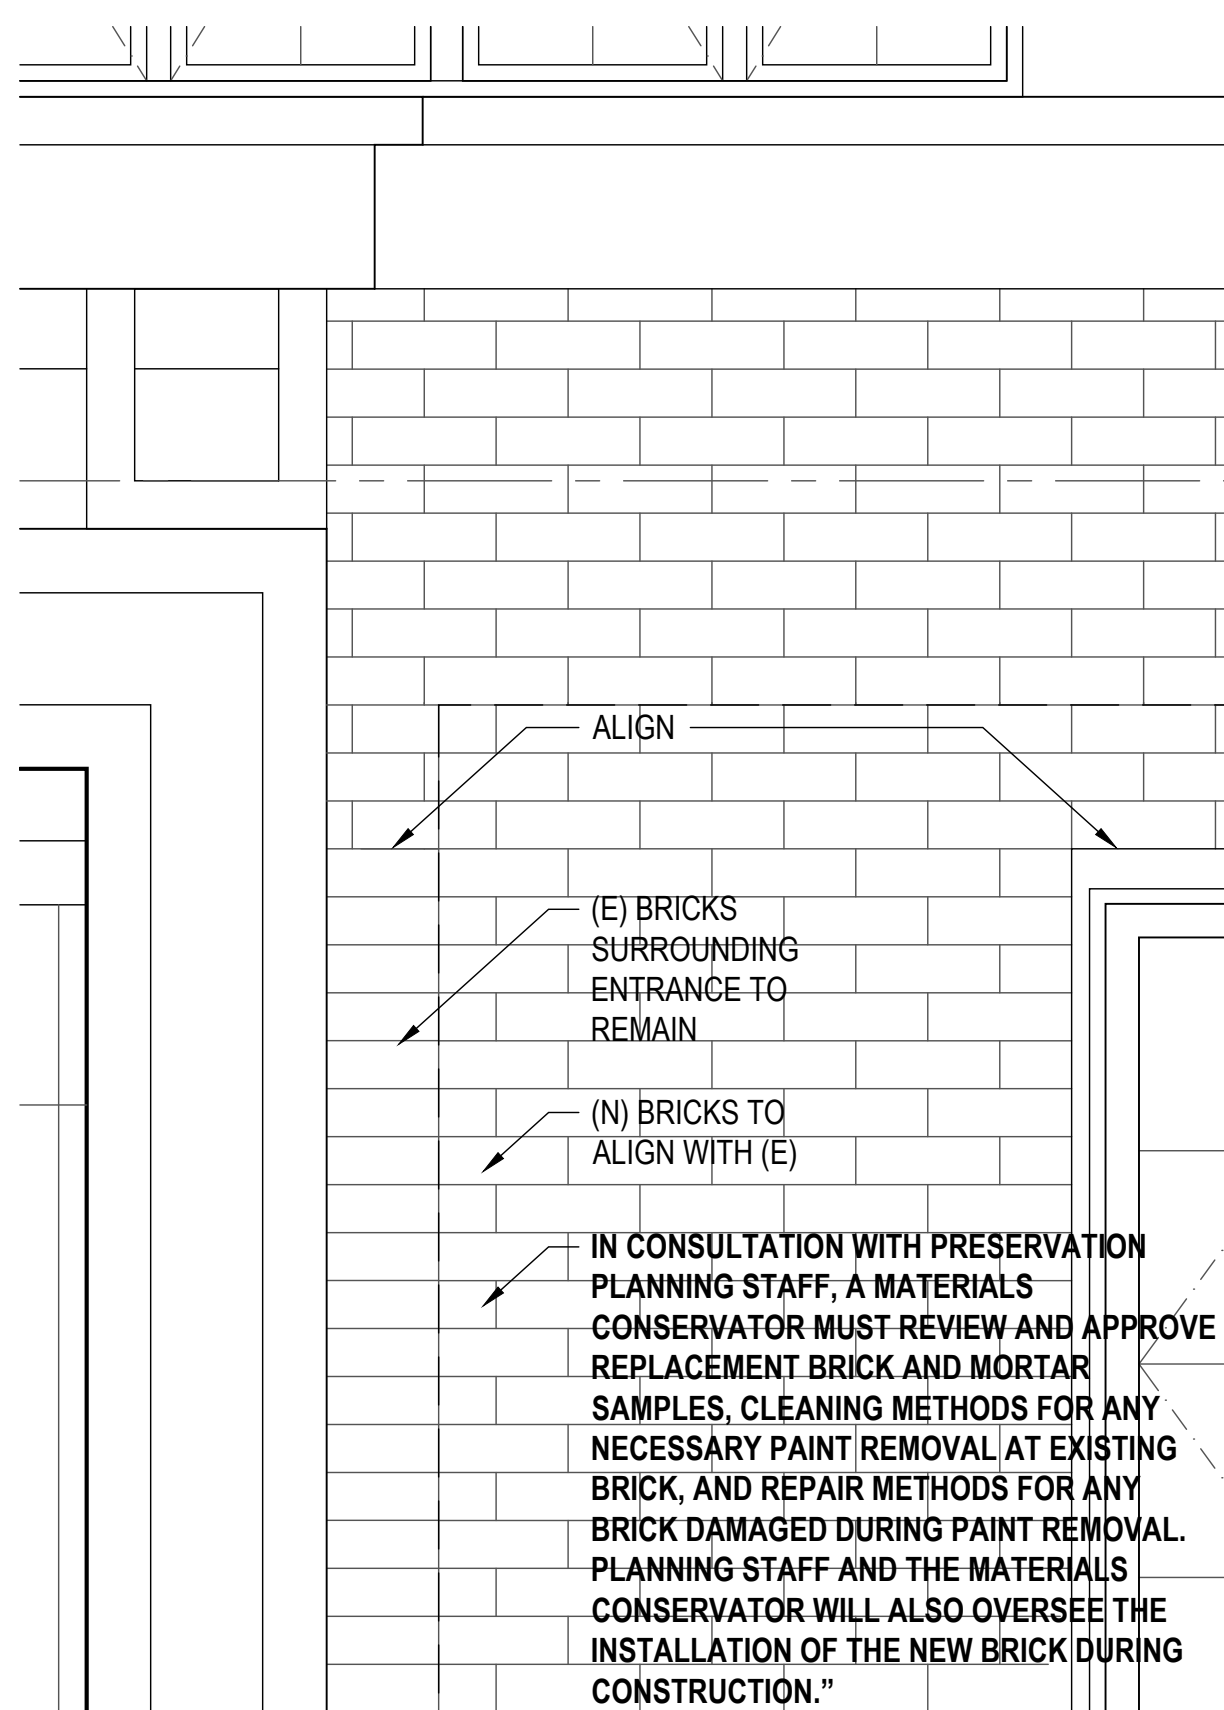 ALIGN
(E) BRICKS
SURROUNDING
ENTRANCE TO
REMAIN
(N) BRICKS TO
ALIGN WITH (E)
IN CONSULTATION WITH PRESERVATION
PLANNING STAFF, A MATERIALS
CONSERVATOR MUST REVIEW AND APPROVE
REPLACEMENT BRICK AND MORTAR
SAMPLES, CLEANING METHODS FOR ANY
NECESSARY PAINT REMOVAL AT EXISTING
BRICK, AND REPAIR METHODS FOR ANY
BRICK DAMAGED DURING PAINT REMOVAL.
PLANNING STAFF AND THE MATERIALS
CONSERVATOR WILL ALSO OVERSEE THE
INSTALLATION OF THE NEW BRICK DURING
CONSTRUCTION.”